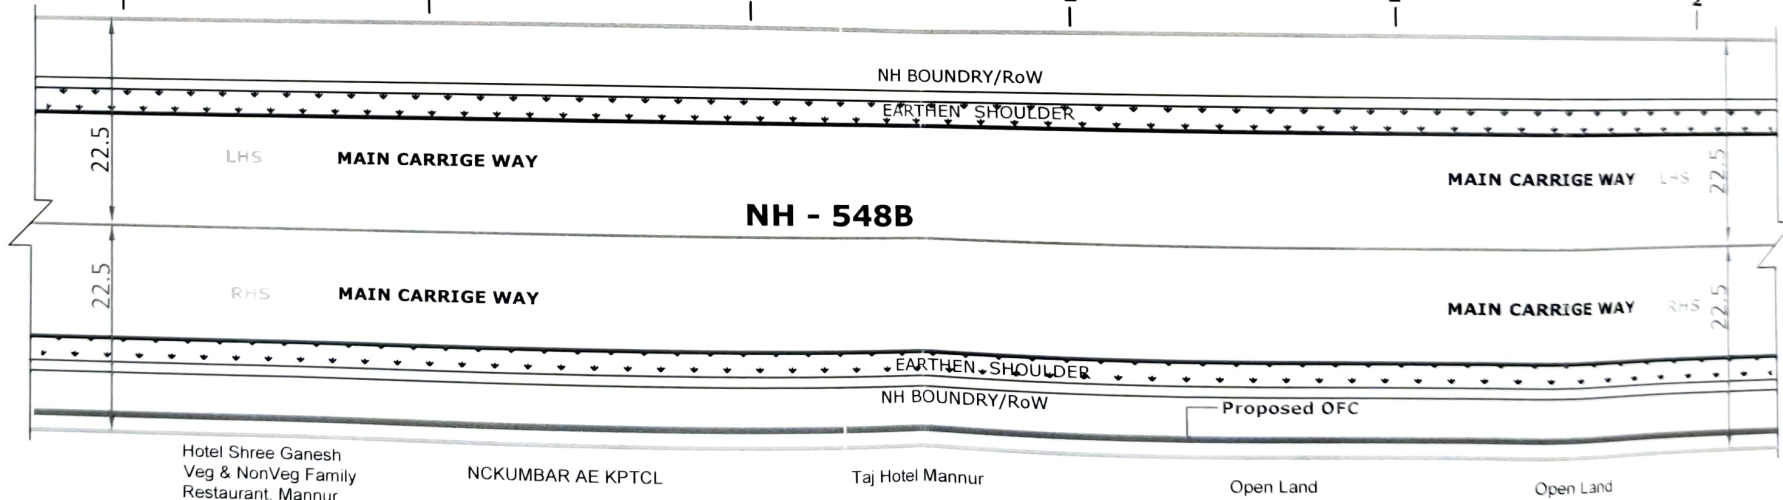 NH BOUNDRY/RoW
EARTHEN SHOULDER
22.5
LHS
MAIN CARRIGE WAY
MAIN CARRIGE WAY
LHS
22.5
NH - 548B
22.5
RHS
MAIN CARRIGE WAY
MAIN CARRIGE WAY
RHS
22.5
EARTHEN SHOULDER
NH BOUNDRY/RoW
Proposed OFC
Hotel Shree Ganesh
Veg & NonVeg Family
Restaurant, Mannur
NCKUMBAR AE KPTCL
Taj Hotel Mannur
Open Land
Open Land